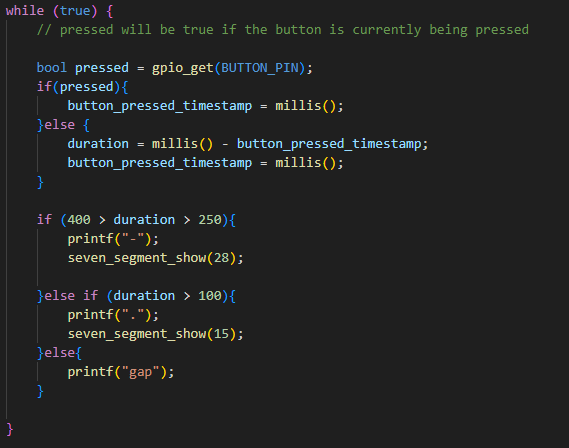 while (true) {
// pressed will be true if the button is currently being pressed
bool pressed = gpio_get(BUTTON_PIN);
if(pressed){
button_pressed_timestamp = millis();
}else {
duration = millis() - button_pressed_timestamp;
button_pressed_timestamp = millis();
}
if (400 > duration > 250){
printf("-");
seven_segment_show(28);
}else if (duration > 100){
printf(".");
seven_segment_show(15);
}else{
printf("gap");
}
}